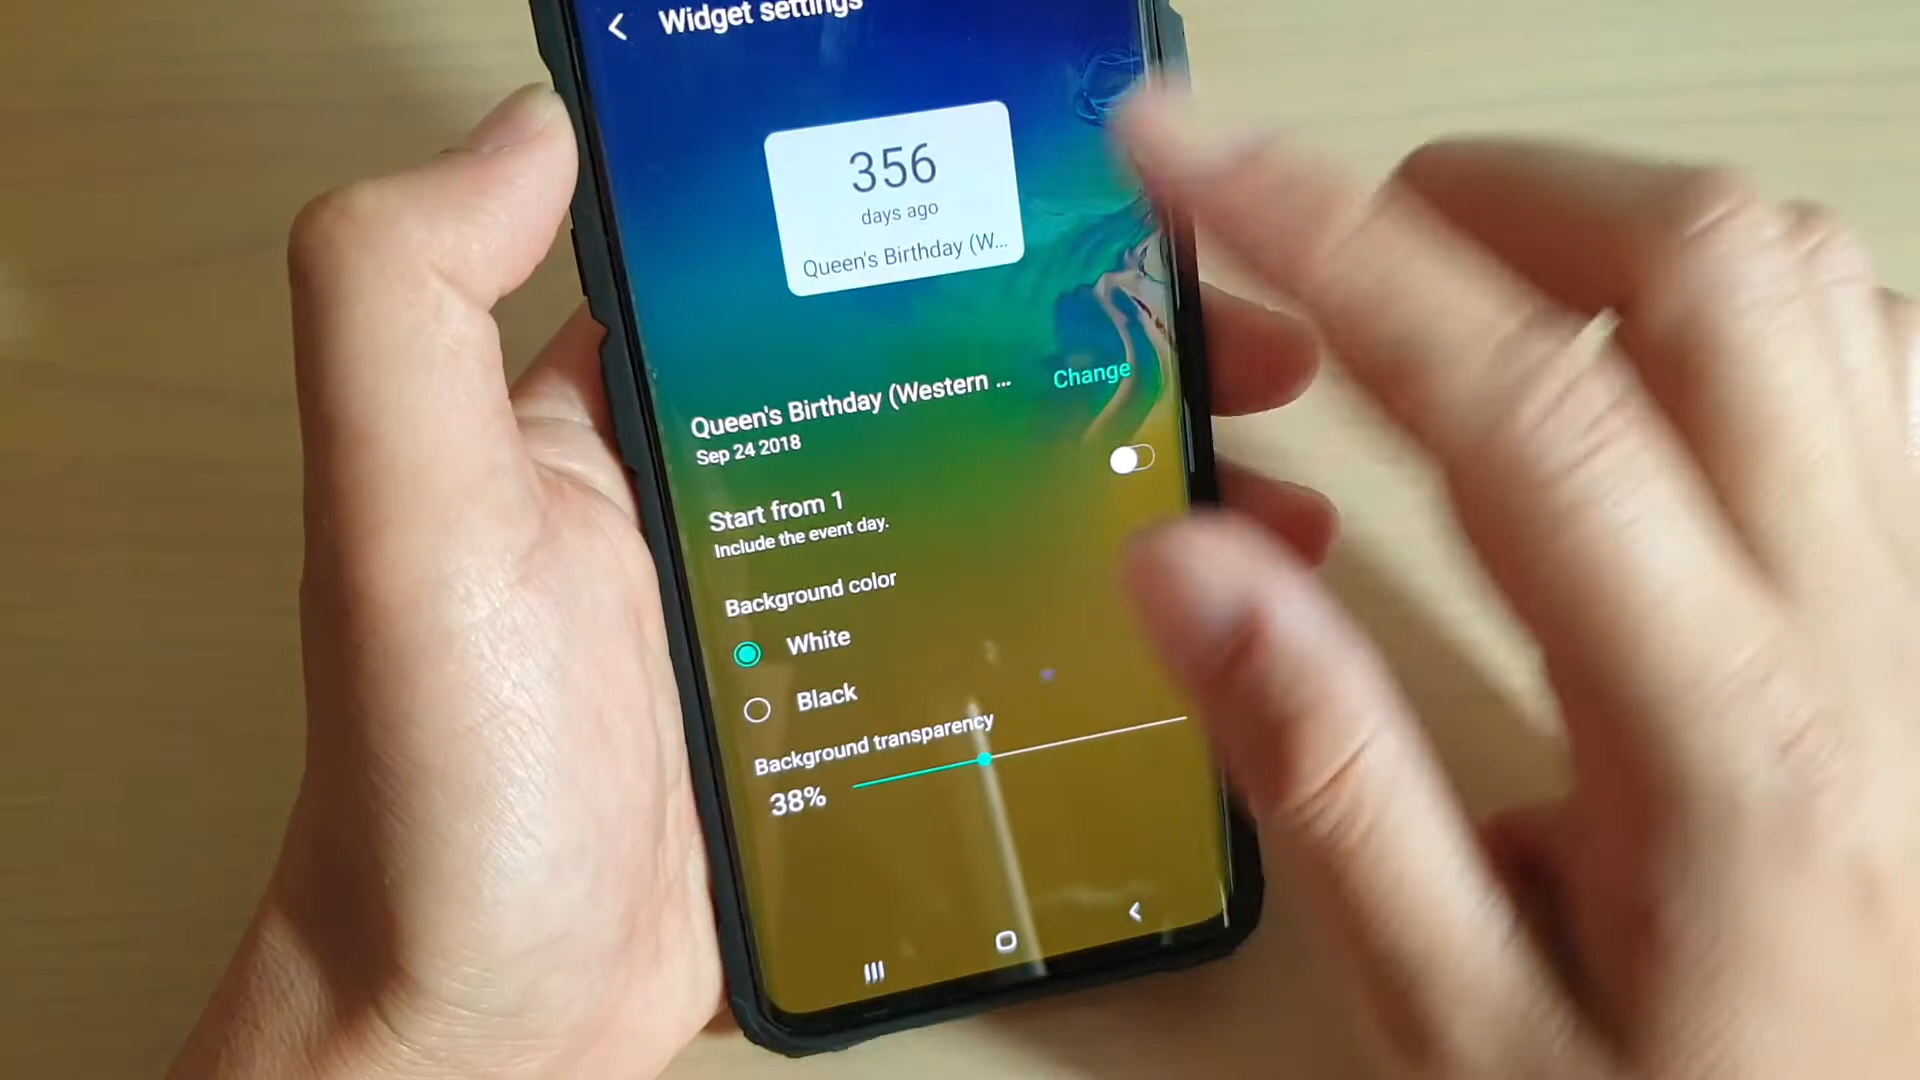 Widget settings
356
days ago
Queen's Birthday (W...
Queen's Birthday (Western ...
Change
Sep 24 2018
Start from 1
Include the event day.
Background color
White
Black
Background transparency
38%